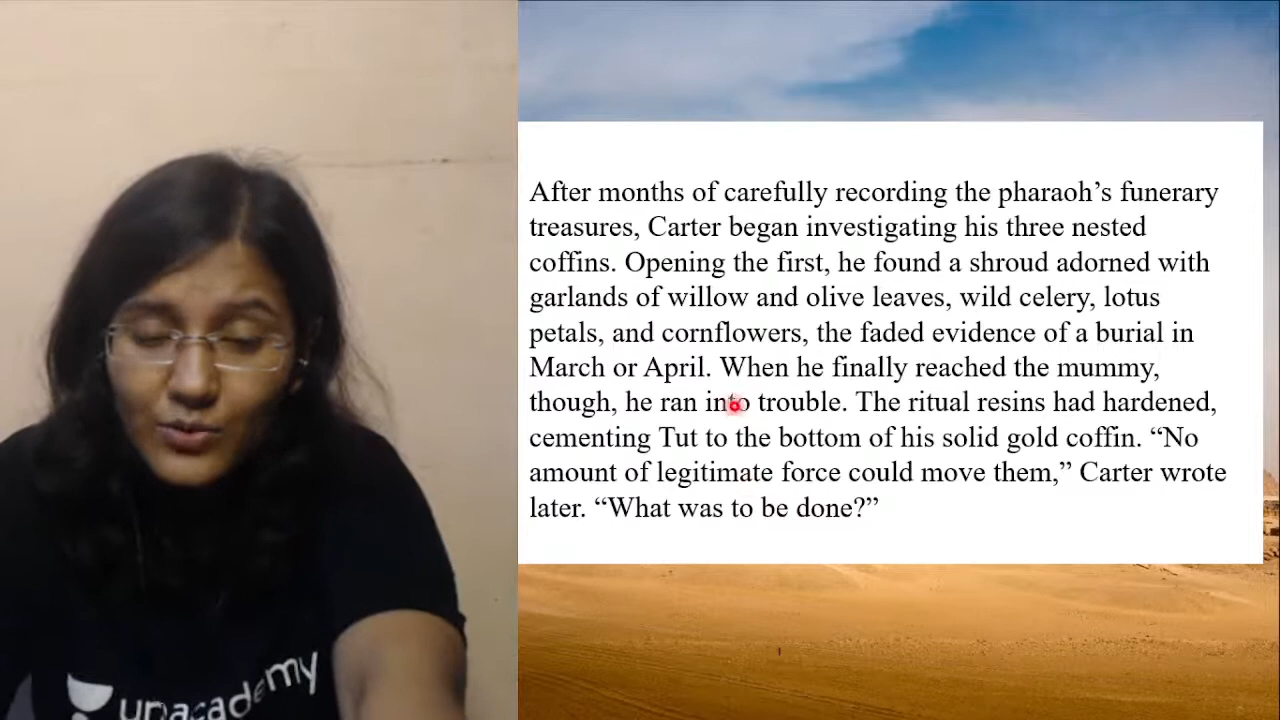 After months of carefully recording the pharaoh’s funerary
treasures, Carter began investigating his three nested
coffins. Opening the first, he found a shroud adorned with
garlands of willow and olive leaves, wild celery, lotus
petals, and cornflowers, the faded evidence of a burial in
March or April. When he finally reached the mummy,
though, he ran into trouble. The ritual resins had hardened,
cementing Tut to the bottom of his solid gold coffin. “No
amount of legitimate force could move them,” Carter wrote
later. “What was to be done?”
unacademy